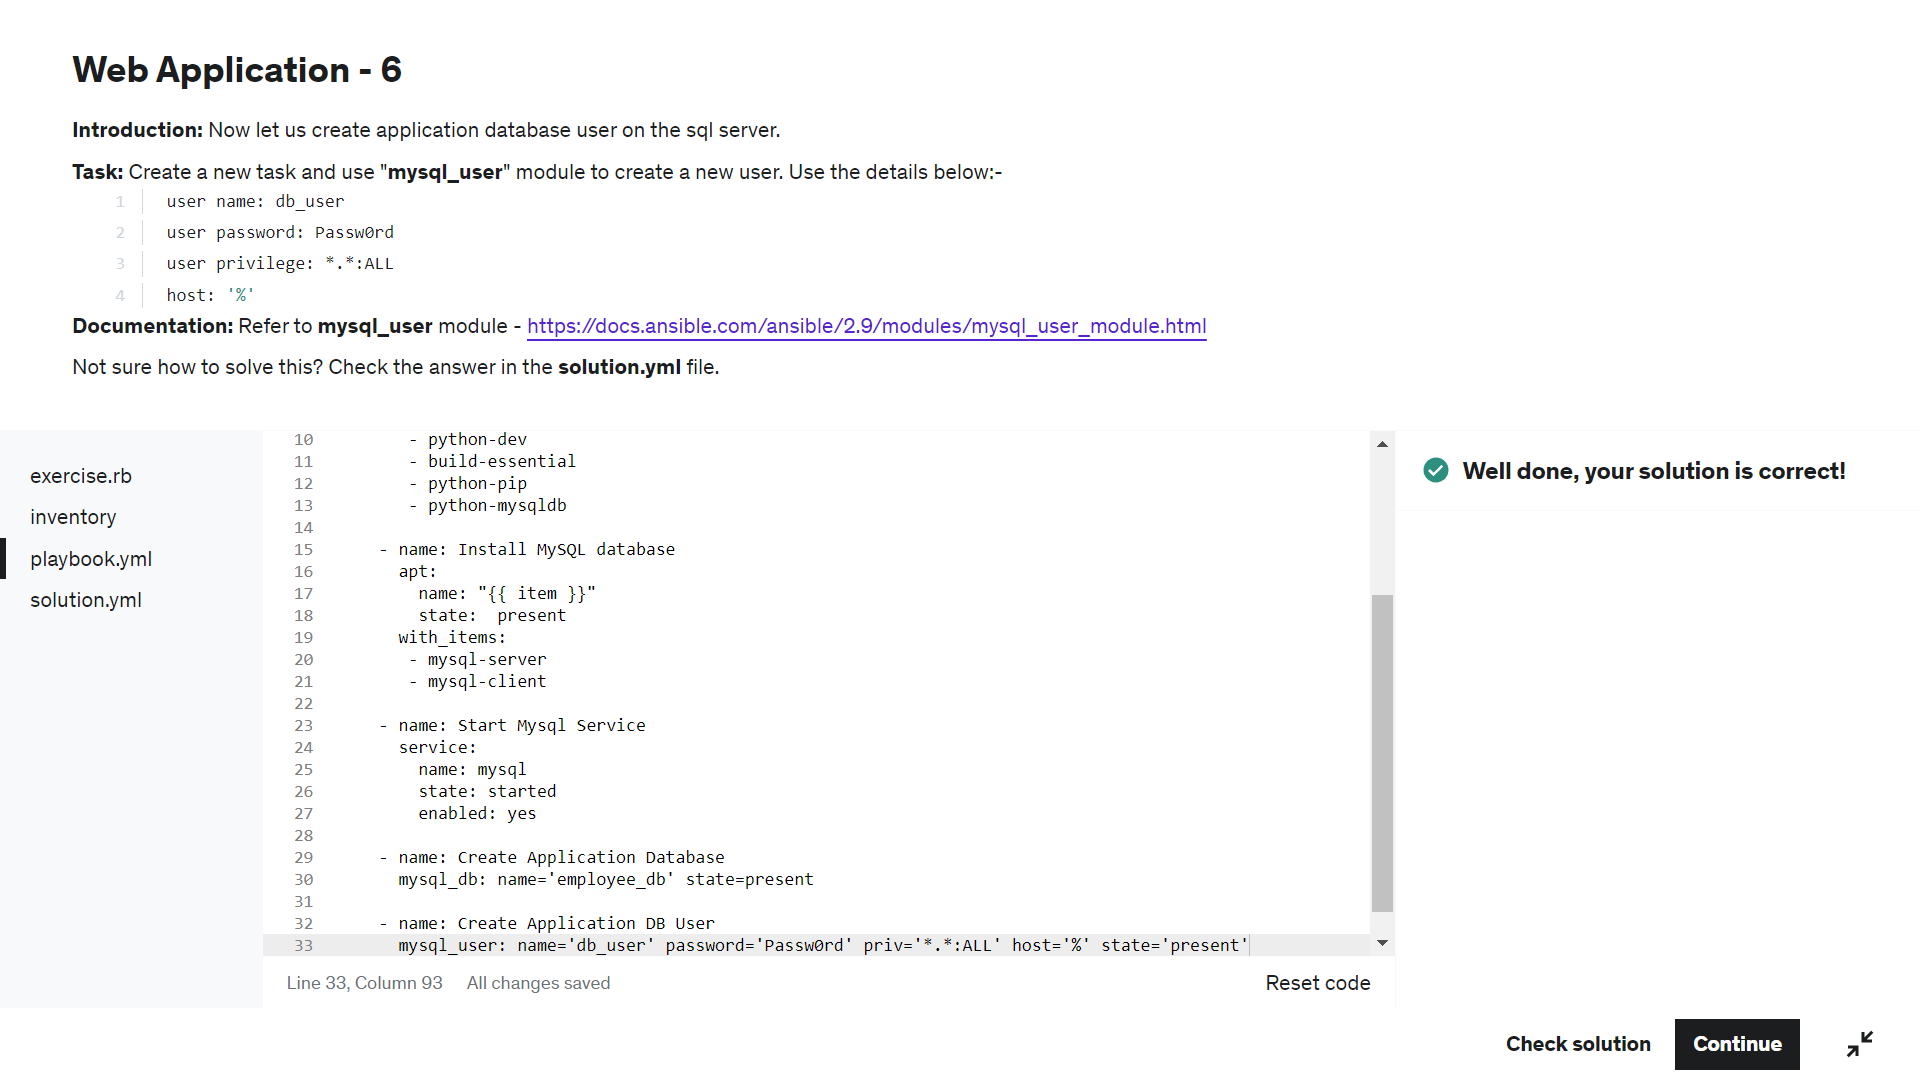 Web Application - 6
Introduction: Now let us create application database user on the sql server.
Task: Create a new task and use "mysql_user" module to create a new user. Use the details below:-
1 user name: db_user
2 user password: Passw0rd
3 user privilege: *.*:ALL
4 host: '%'
Documentation: Refer to mysql_user module - https://docs.ansible.com/ansible/2.9/modules/mysql_user_module.html
Not sure how to solve this? Check the answer in the solution.yml file.
exercise.rb
inventory
playbook.yml
solution.yml
10 - python-dev
11 - build-essential
12 - python-pip
13 - python-mysqldb
14
15 - name: Install MySQL database
16 apt:
17 name: "{{ item }}"
18 state:  present
19 with_items:
20 - mysql-server
21 - mysql-client
22
23 - name: Start Mysql Service
24 service:
25 name: mysql
26 state: started
27 enabled: yes
28
29 - name: Create Application Database
30 mysql_db: name='employee_db' state=present
31
32 - name: Create Application DB User
33 mysql_user: name='db_user' password='Passw0rd' priv='*.*:ALL' host='%' state='present'
Line 33, Column 93 All changes saved Reset code
Well done, your solution is correct!
Check solution Continue